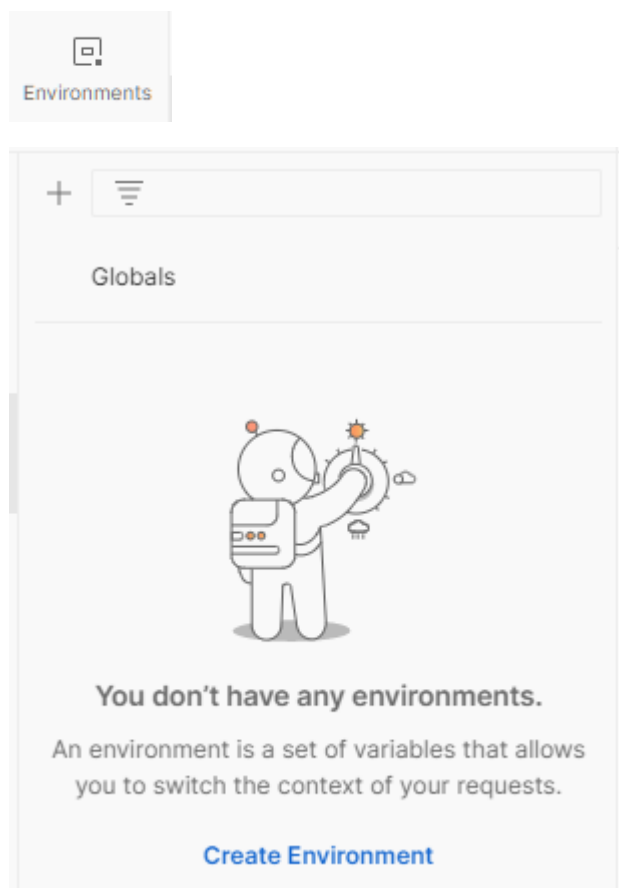 Environments
Globals
You don’t have any environments.
An environment is a set of variables that allows
you to switch the context of your requests.
Create Environment